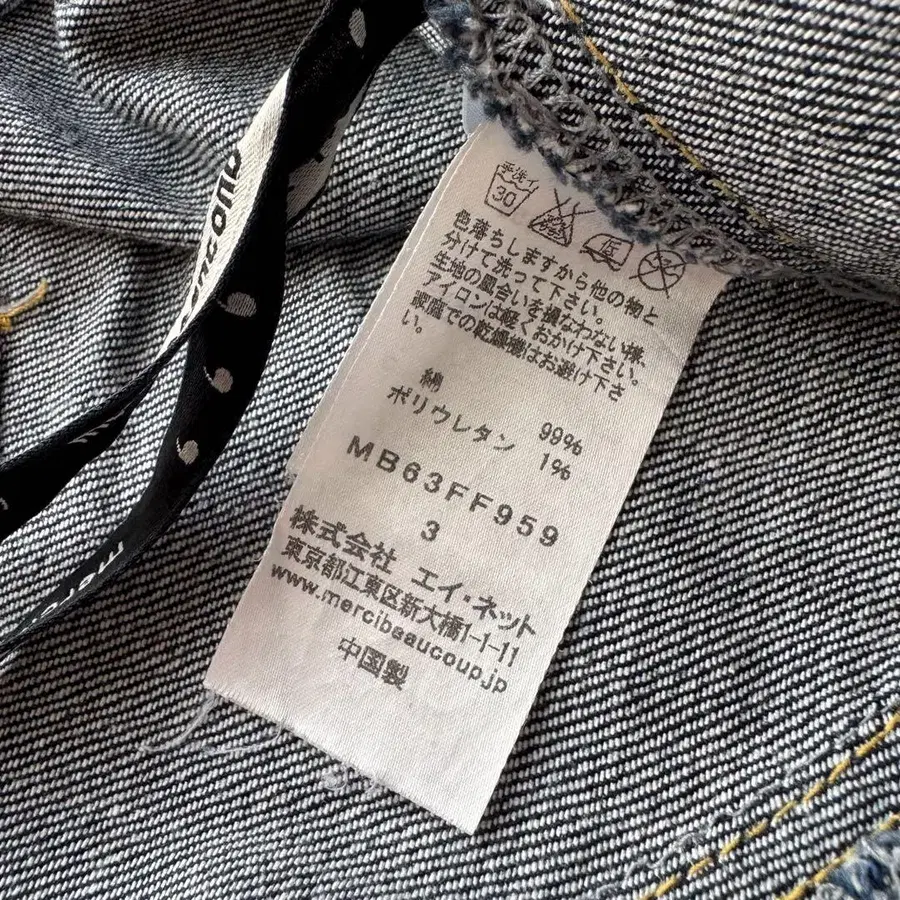 手洗イ
30
低
色落ちしますから他の物と
分けて洗って下さい。
生地の風合いを損なわない様、
アイロンは軽くおかけ下さい。
家庭での乾燥機はお避け下さ
い。
綿 99%
ポリウレタン 1%
MB63FF959
3
株式会社 エイ・ネット
東京都江東区新大橋1-1-11
www.mercibeaucoup.jp
中国製